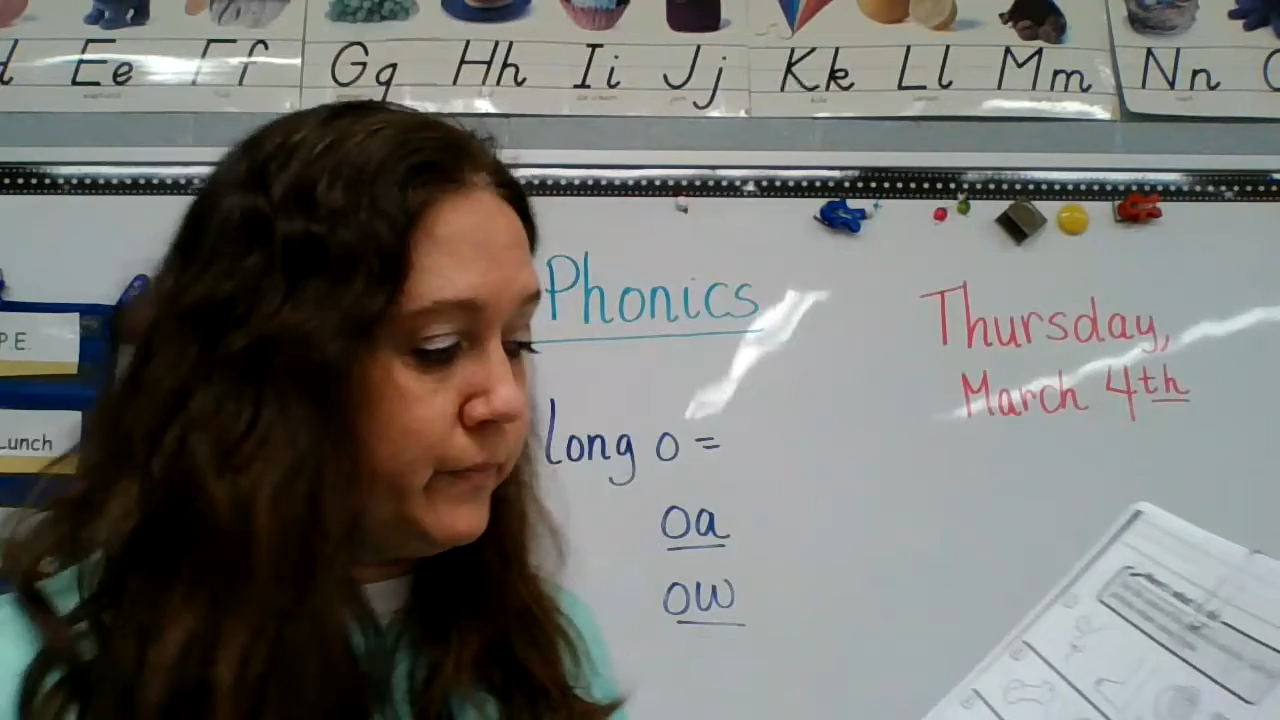 d Ee Ff Gg Hh Ii Jj Kk Ll Mm Nn
Phonics
Thursday,
March 4th
P.E.
Lunch
long o =
oa
ow